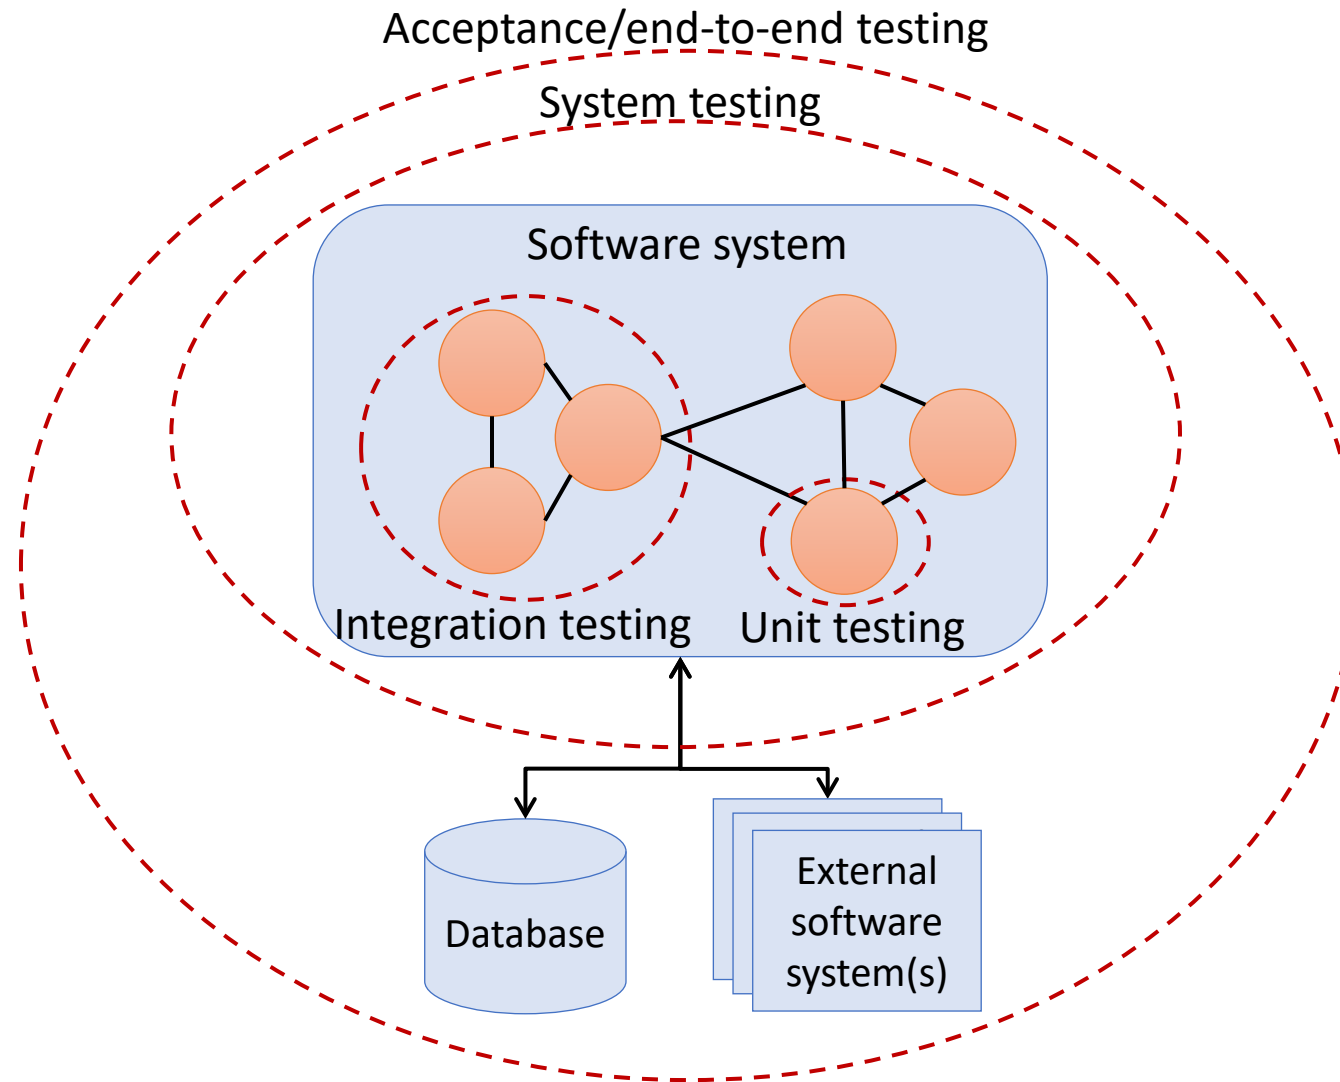 Acceptance/end-to-end testing
System testing
Software system
Integration testing
Unit testing
Database
External
software
system(s)